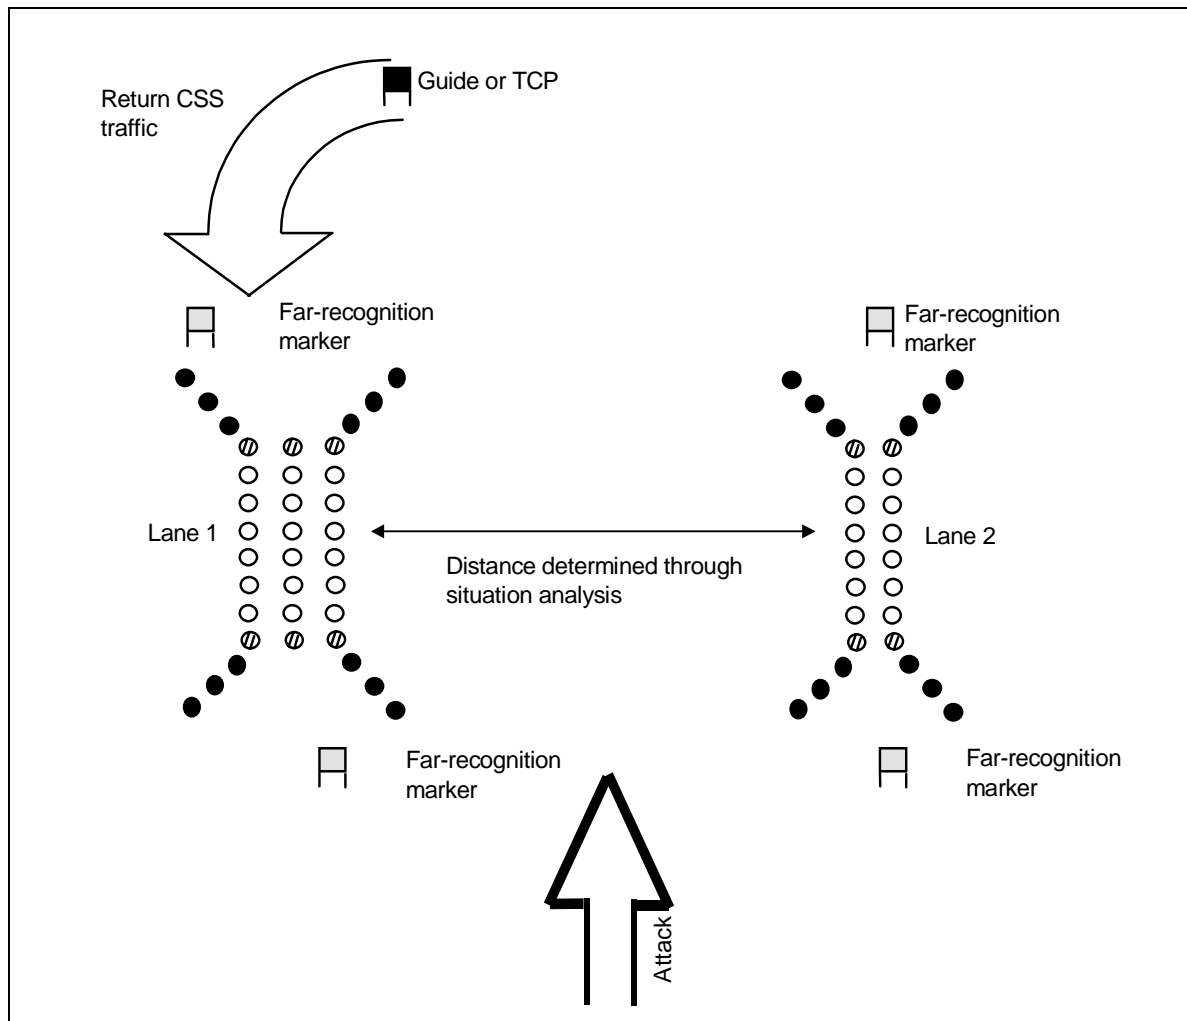 Guide or TCP
Return CSS
traffic
Far-recognition
marker
Far-recognition
marker
Lane 1
Lane 2
Distance determined through
situation analysis
Far-recognition
marker
Far-recognition
marker
Attack